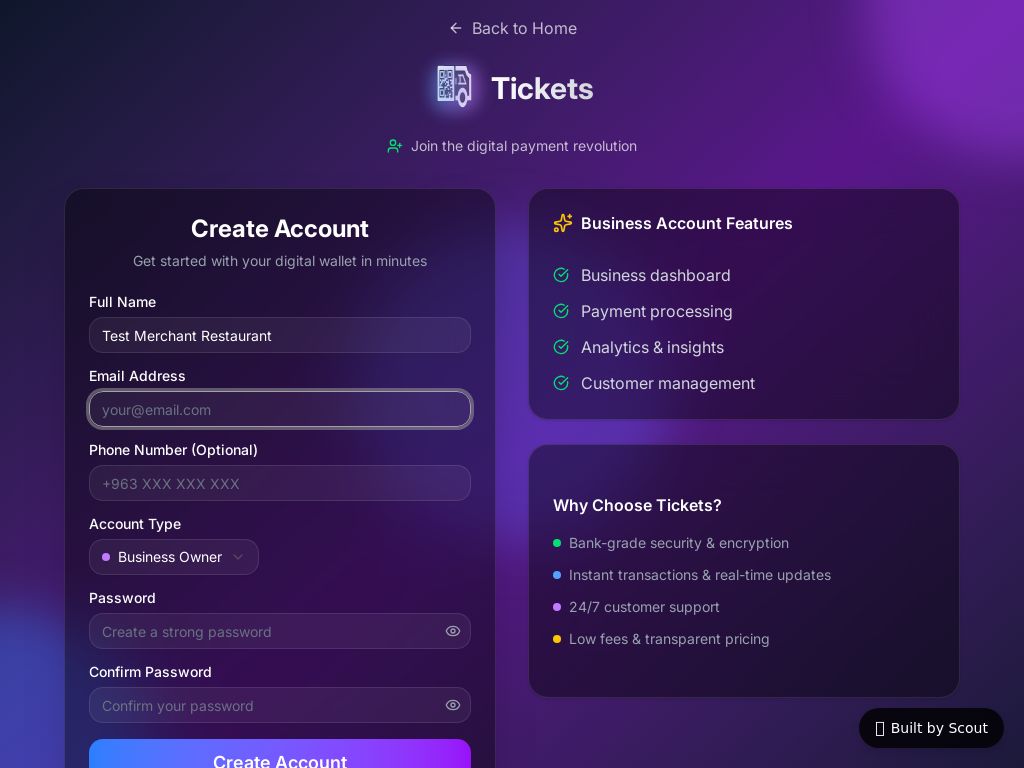 Back to Home
Tickets
Join the digital payment revolution
Create Account
Get started with your digital wallet in minutes
Full Name
Test Merchant Restaurant
Email Address
your@email.com
Phone Number (Optional)
+963 XXX XXX XXX
Account Type
Business Owner
Password
Create a strong password
Confirm Password
Confirm your password
Create Account
Business Account Features
Business dashboard
Payment processing
Analytics & insights
Customer management
Why Choose Tickets?
Bank-grade security & encryption
Instant transactions & real-time updates
24/7 customer support
Low fees & transparent pricing
Built by Scout